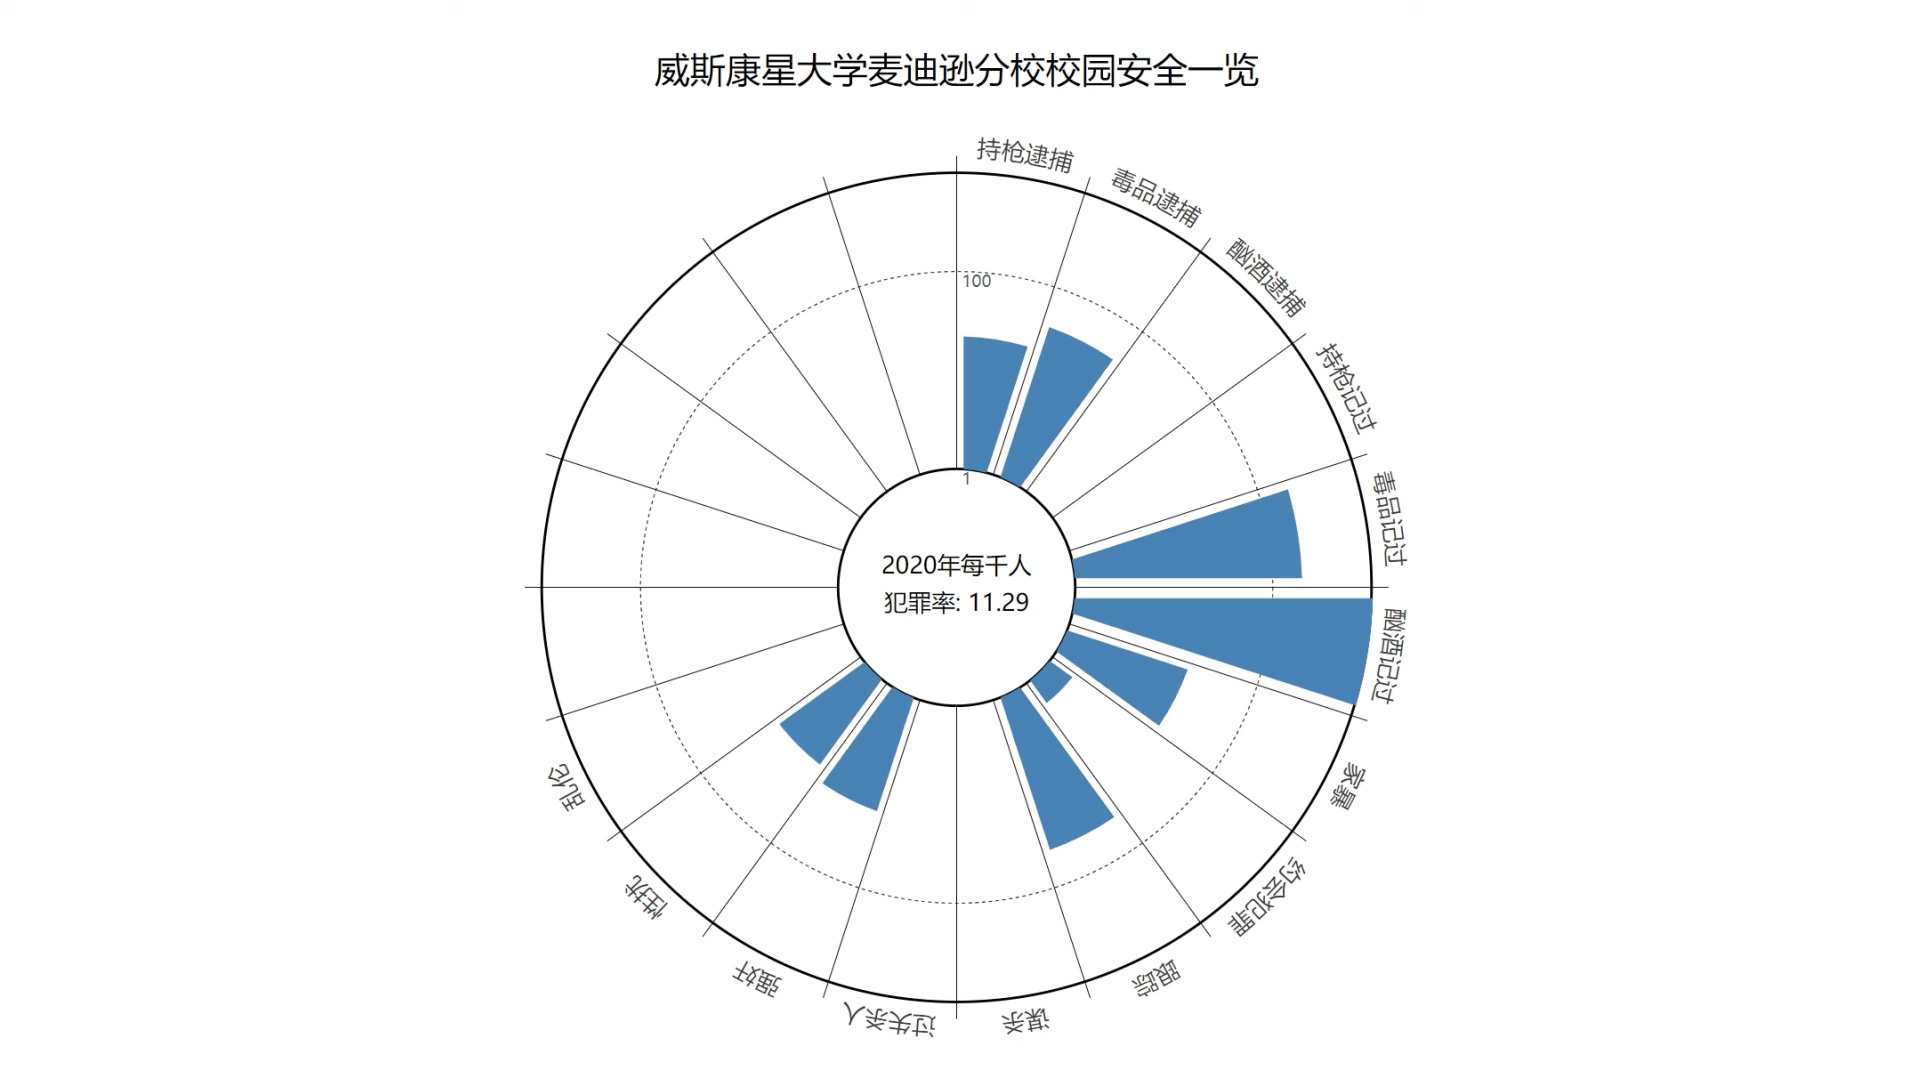 威斯康星大学麦迪逊分校校园安全一览
持枪逮捕
毒品逮捕
酗酒逮捕
持枪记过
毒品记过
酗酒记过
家暴
约会犯罪
跟踪
谋杀
过失杀人
强奸
性扰
乱伦
100
1
2020年每千人
犯罪率: 11.29